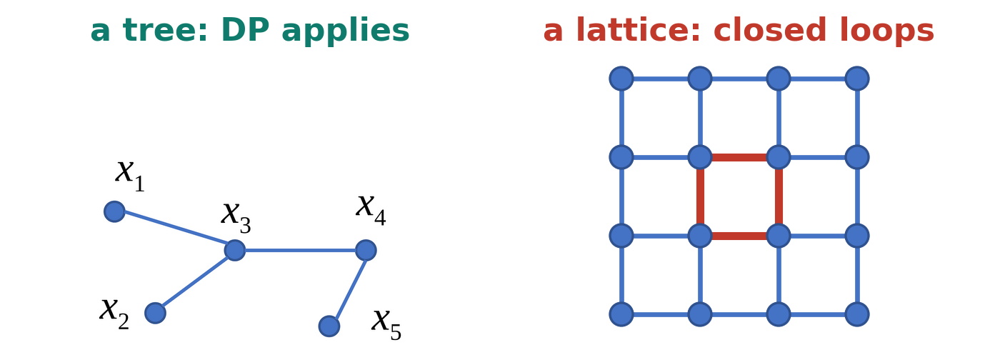 a tree: DP applies
a lattice: closed loops
x₁
x₃
x₄
x₂
x₅